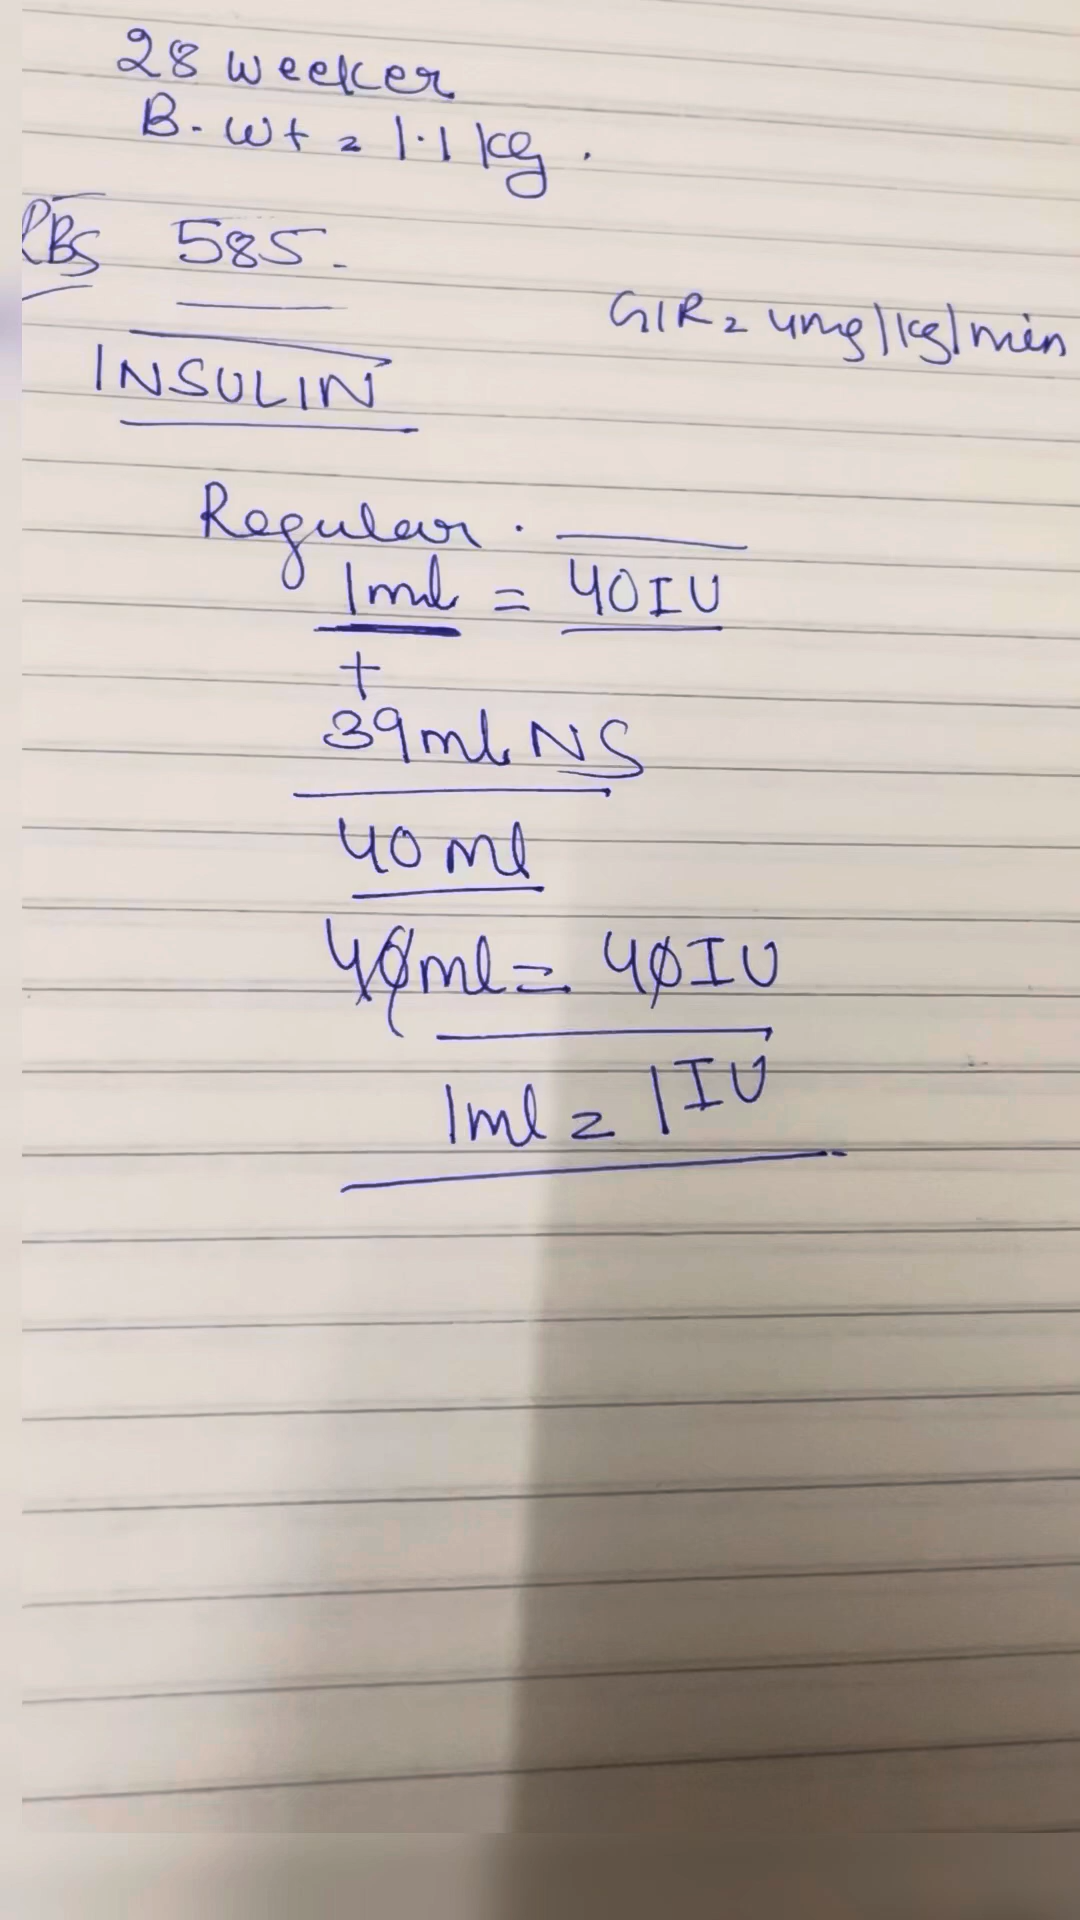 28 weeker
B. wt = 1.1 kg.
RBS 585.
GIR = 4mg/kg/min
INSULIN
Regular.
1ml = 40IU
+
39ml NS
40 ml
40ml = 40IU
1ml = 1IU